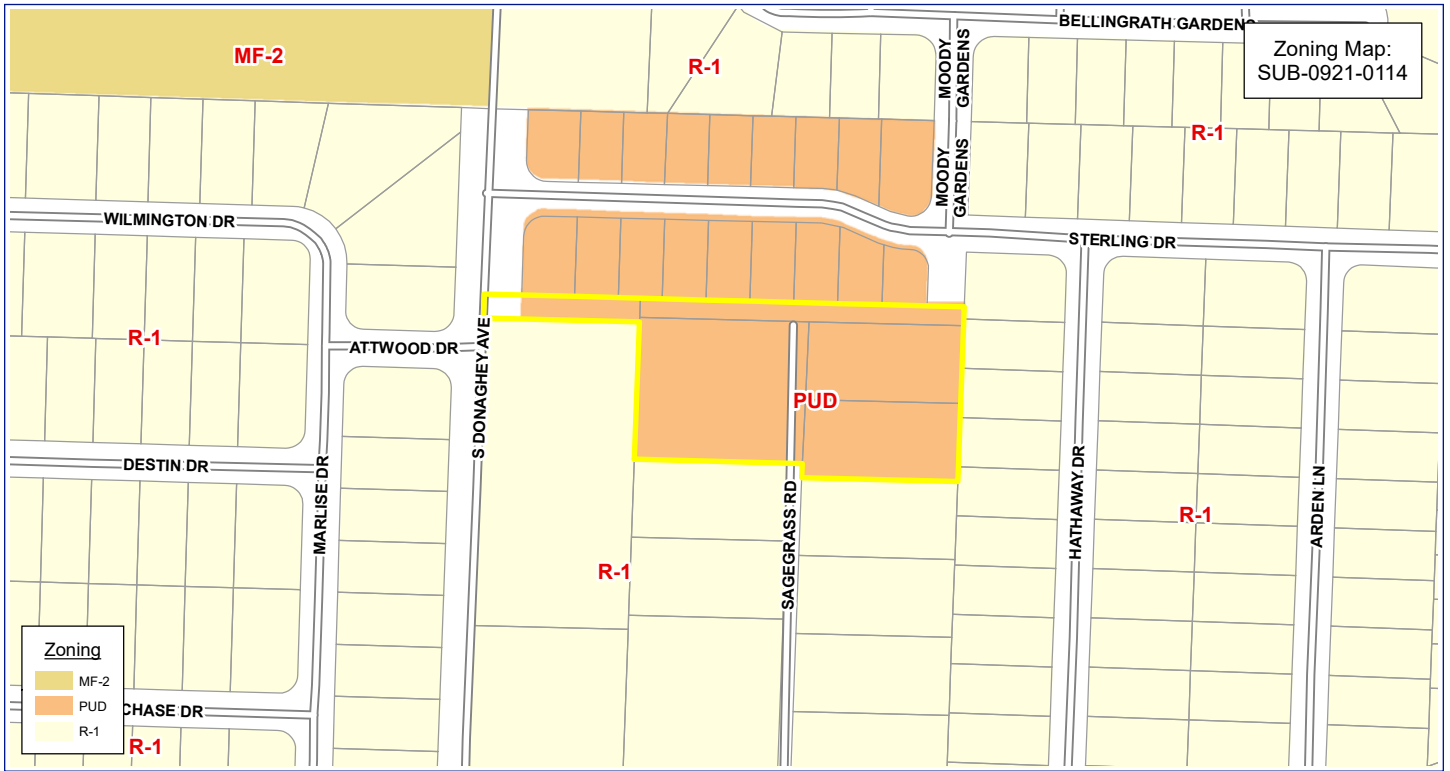 BELLINGRATH GARDENS
Zoning Map:
SUB-0921-0114
MF-2
R-1
MOODY
GARDENS
R-1
MOODY
GARDENS
WILMINGTON DR
STERLING DR
R-1
ATTWOOD DR
S DONAGHEY AVE
PUD
DESTIN DR
MARLISE DR
SAGEGRASS RD
HATHAWAY DR
R-1
ARDEN LN
R-1
Zoning
MF-2
PUD
R-1
CHASE DR
R-1